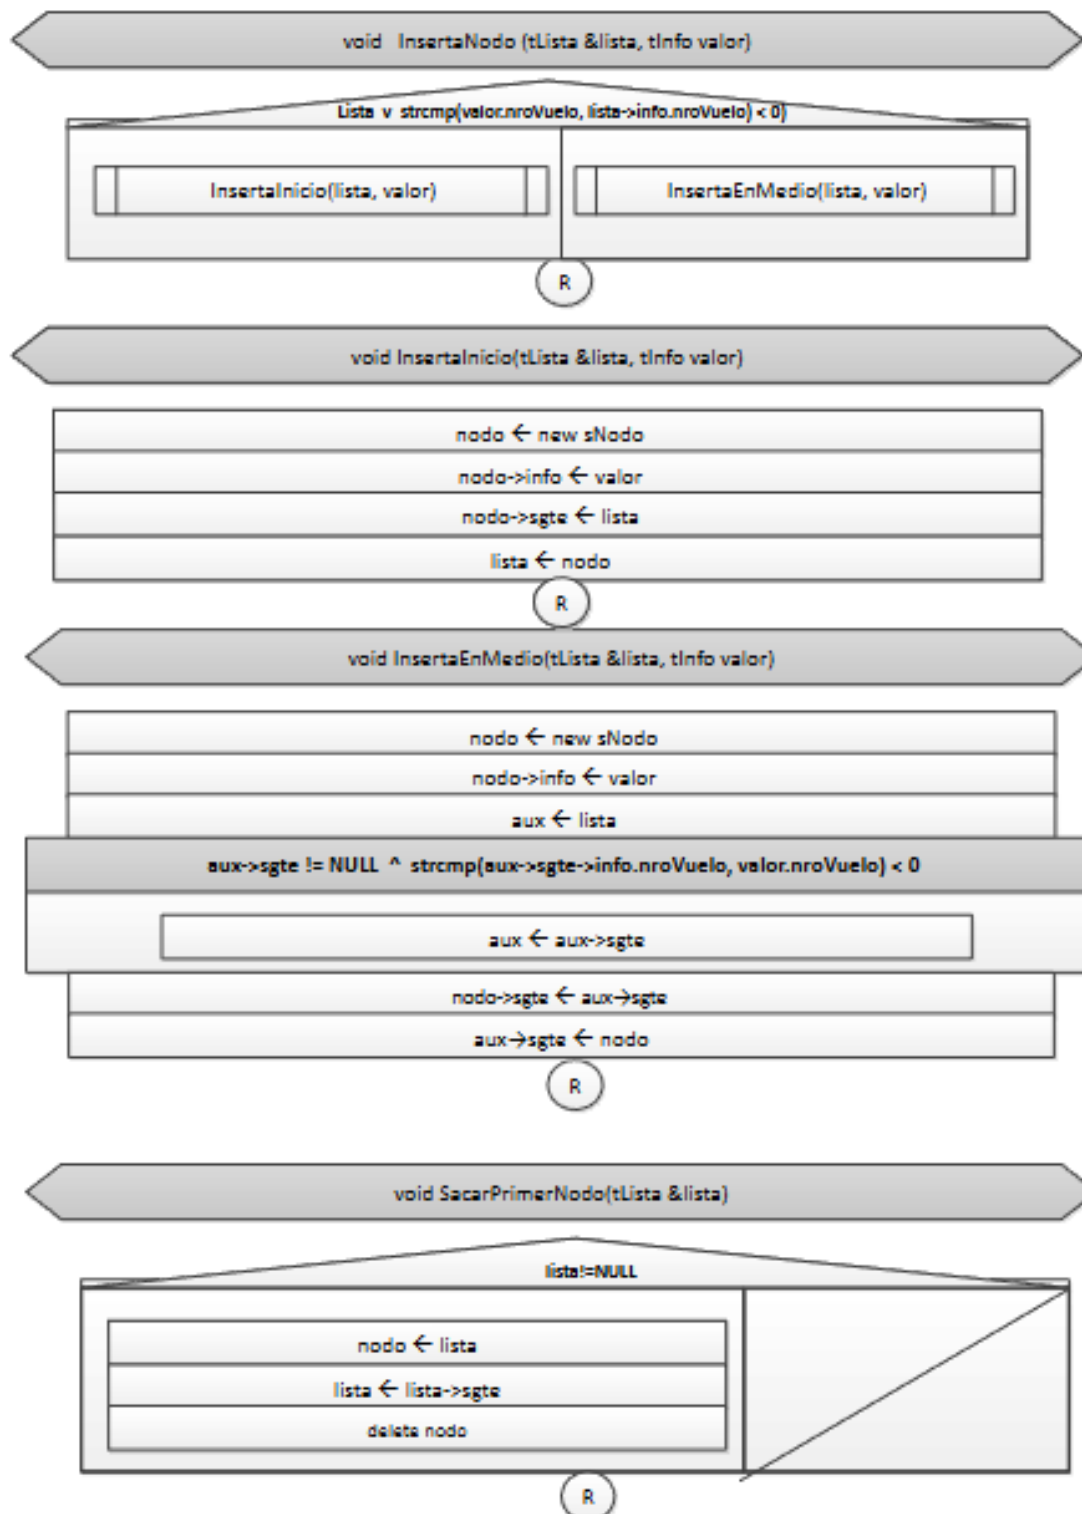 void InsertaNodo (tLista &lista, tInfo valor)
Lista v strcmp(valor.nroVuelo, lista->info.nroVuelo) < 0)
InsertaInicio(lista, valor)
InsertaEnMedio(lista, valor)
R
void InsertaInicio(tLista &lista, tInfo valor)
nodo ← new sNodo
nodo->info ← valor
nodo->sgte ← lista
lista ← nodo
R
void InsertaEnMedio(tLista &lista, tInfo valor)
nodo ← new sNodo
nodo->info ← valor
aux ← lista
aux->sgte != NULL ^ strcmp(aux->sgte->info.nroVuelo, valor.nroVuelo) < 0
aux ← aux->sgte
nodo->sgte ← aux→sgte
aux→sgte ← nodo
R
void SacarPrimerNodo(tLista &lista)
lista!=NULL
nodo ← lista
lista ← lista->sgte
delete nodo
R